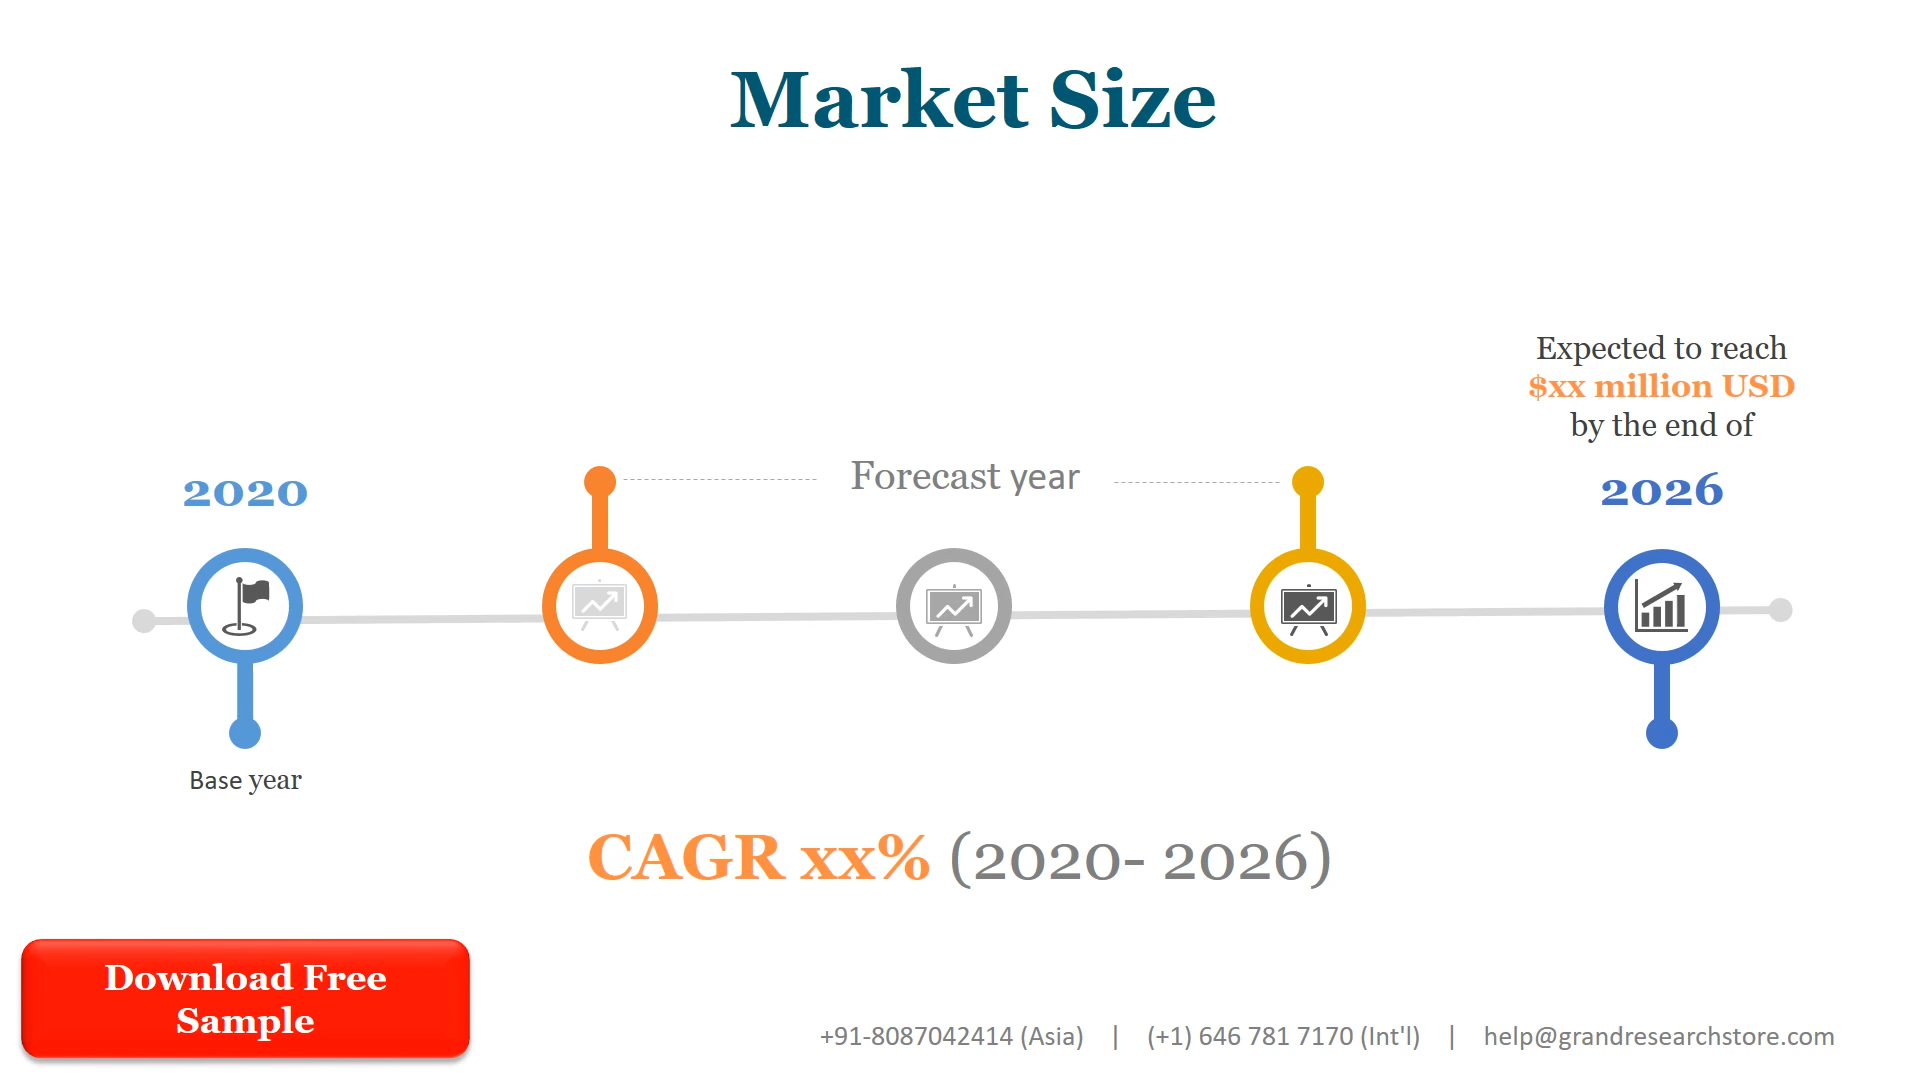 Market Size
Expected to reach
$xx million USD
by the end of
2026
2020
Forecast year
Base year
CAGR xx% (2020- 2026)
Download Free
Sample
+91-8087042414 (Asia) | (+1) 646 781 7170 (Int'l) | help@grandresearchstore.com